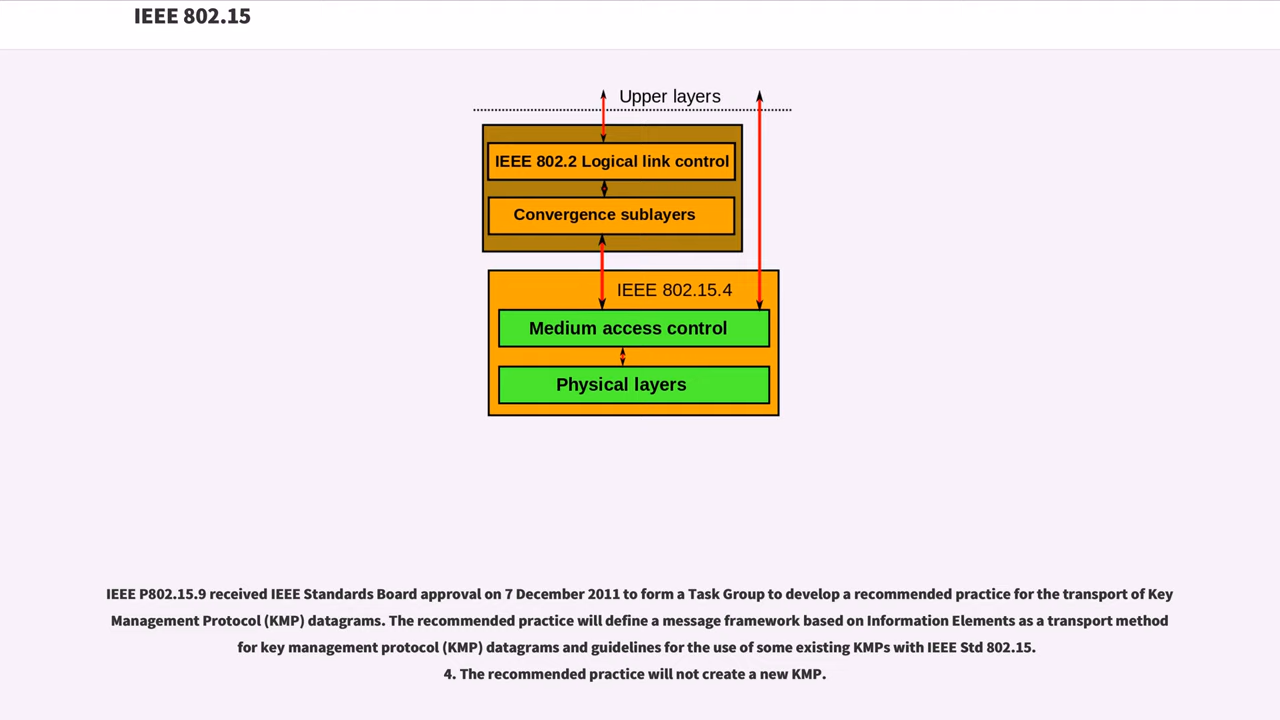 IEEE 802.15
Upper layers
IEEE 802.2 Logical link control
Convergence sublayers
IEEE 802.15.4
Medium access control
Physical layers
IEEE P802.15.9 received IEEE Standards Board approval on 7 December 2011 to form a Task Group to develop a recommended practice for the transport of Key
Management Protocol (KMP) datagrams. The recommended practice will define a message framework based on Information Elements as a transport method
for key management protocol (KMP) datagrams and guidelines for the use of some existing KMPs with IEEE Std 802.15.
4. The recommended practice will not create a new KMP.